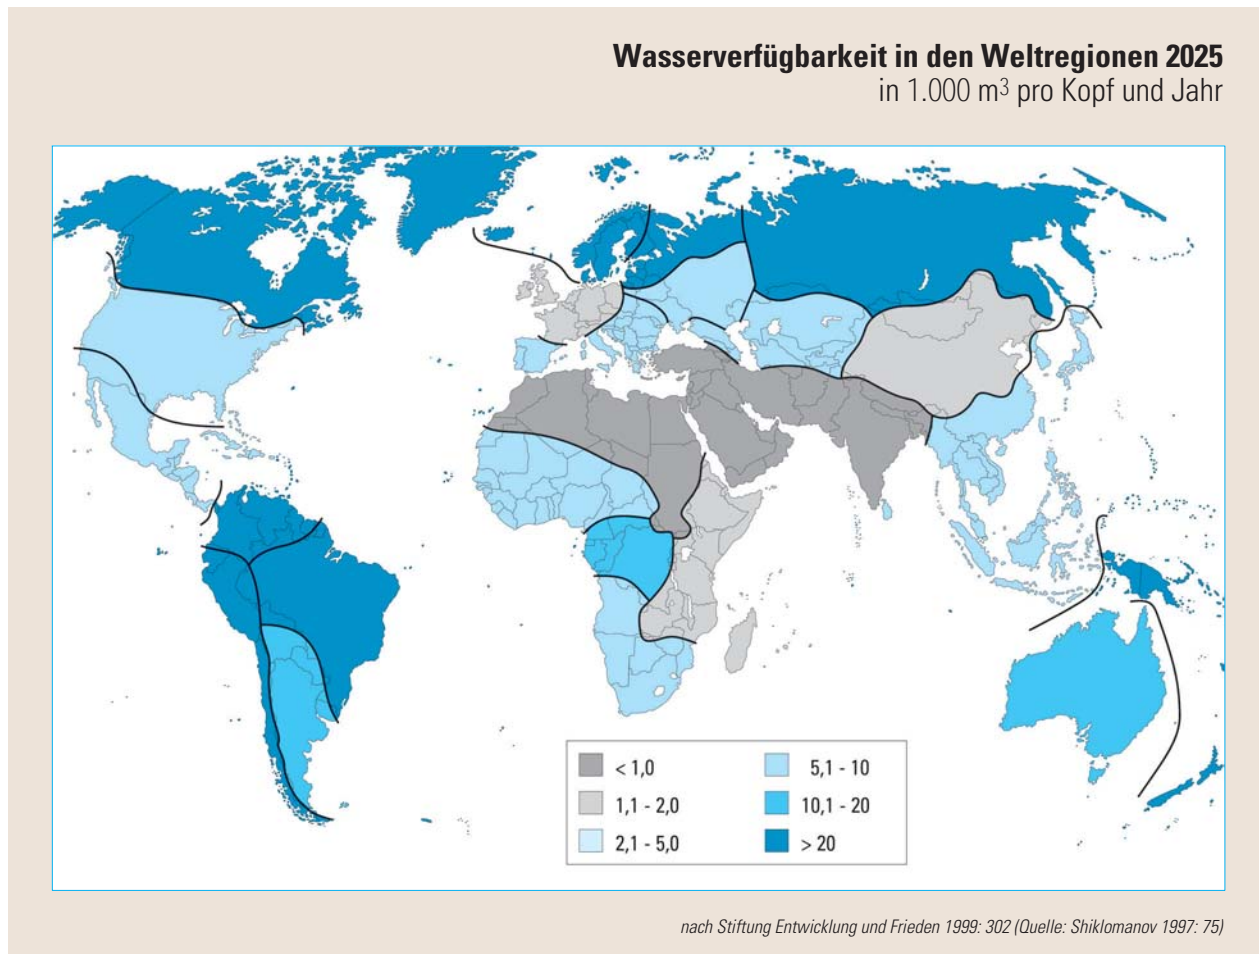 Wasserverfügbarkeit in den Weltregionen 2025
in 1.000 m³ pro Kopf und Jahr
< 1,0
1,1 - 2,0
2,1 - 5,0
5,1 - 10
10,1 - 20
> 20
nach Stiftung Entwicklung und Frieden 1999: 302 (Quelle: Shiklomanov 1997: 75)